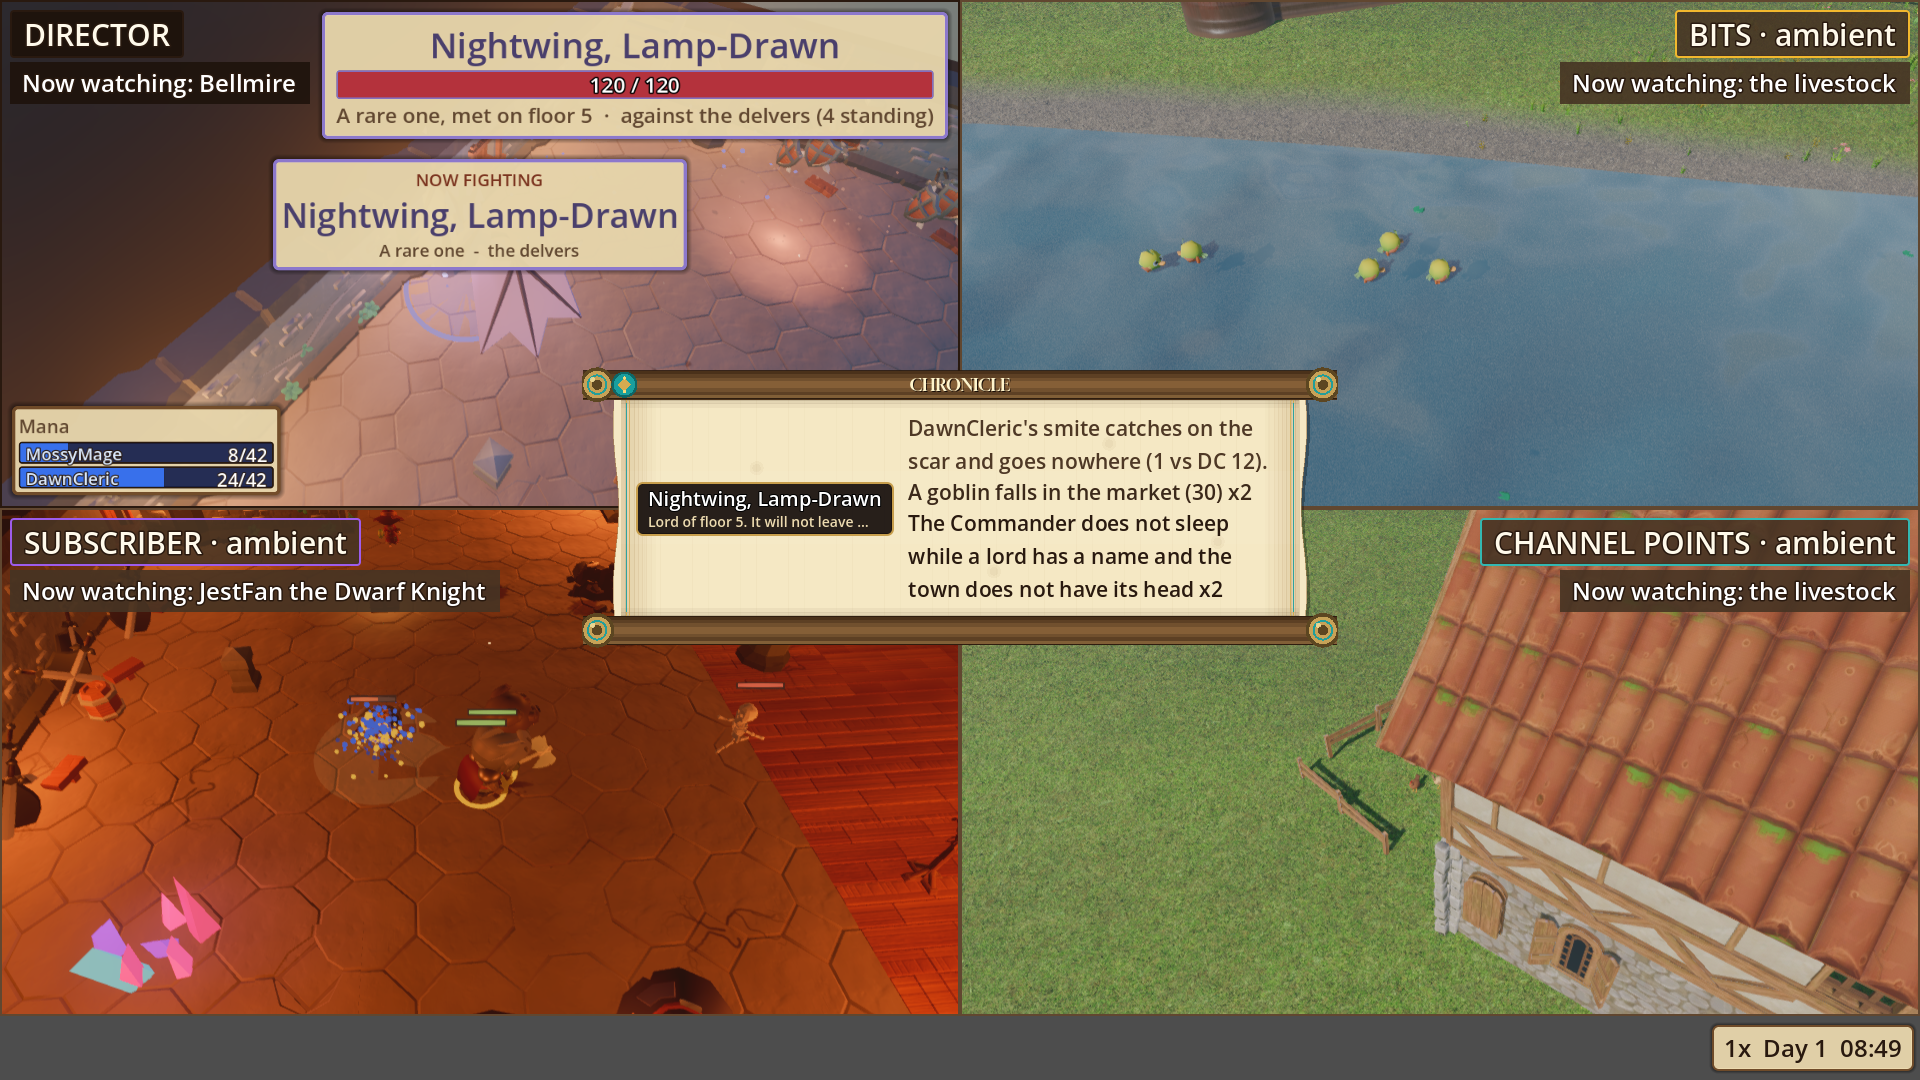 DIRECTOR
Now watching: Bellmire
Nightwing, Lamp-Drawn
120 / 120
A rare one, met on floor 5 · against the delvers (4 standing)
NOW FIGHTING
Nightwing, Lamp-Drawn
A rare one - the delvers
Mana
MossyMage 8/42
DawnCleric 24/42
BITS · ambient
Now watching: the livestock
CHRONICLE
Nightwing, Lamp-Drawn
Lord of floor 5. It will not leave ...
DawnCleric's smite catches on the
scar and goes nowhere (1 vs DC 12).
A goblin falls in the market (30) x2
The Commander does not sleep
while a lord has a name and the
town does not have its head x2
SUBSCRIBER · ambient
Now watching: JestFan the Dwarf Knight
CHANNEL POINTS · ambient
Now watching: the livestock
1x Day 1 08:49